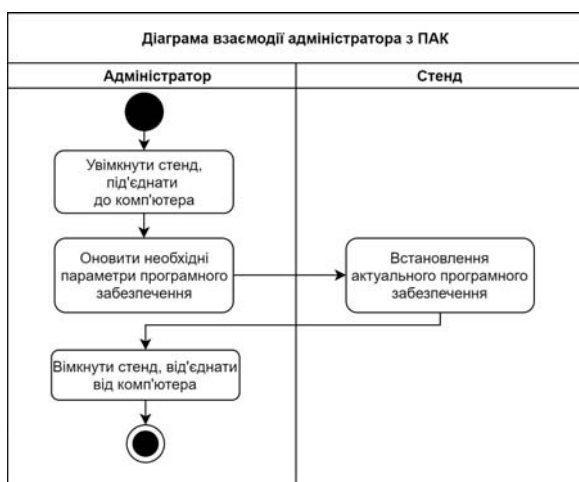 Діаграма взаємодії адміністратора з ПАК
Адміністратор
Стенд
Увімкнути стенд,
під'єднати
до комп'ютера
Оновити необхідні
параметри програмного
забезпечення
Встановлення
актуального програмного
забезпечення
Вімкнути стенд, від'єднати
від комп'ютера